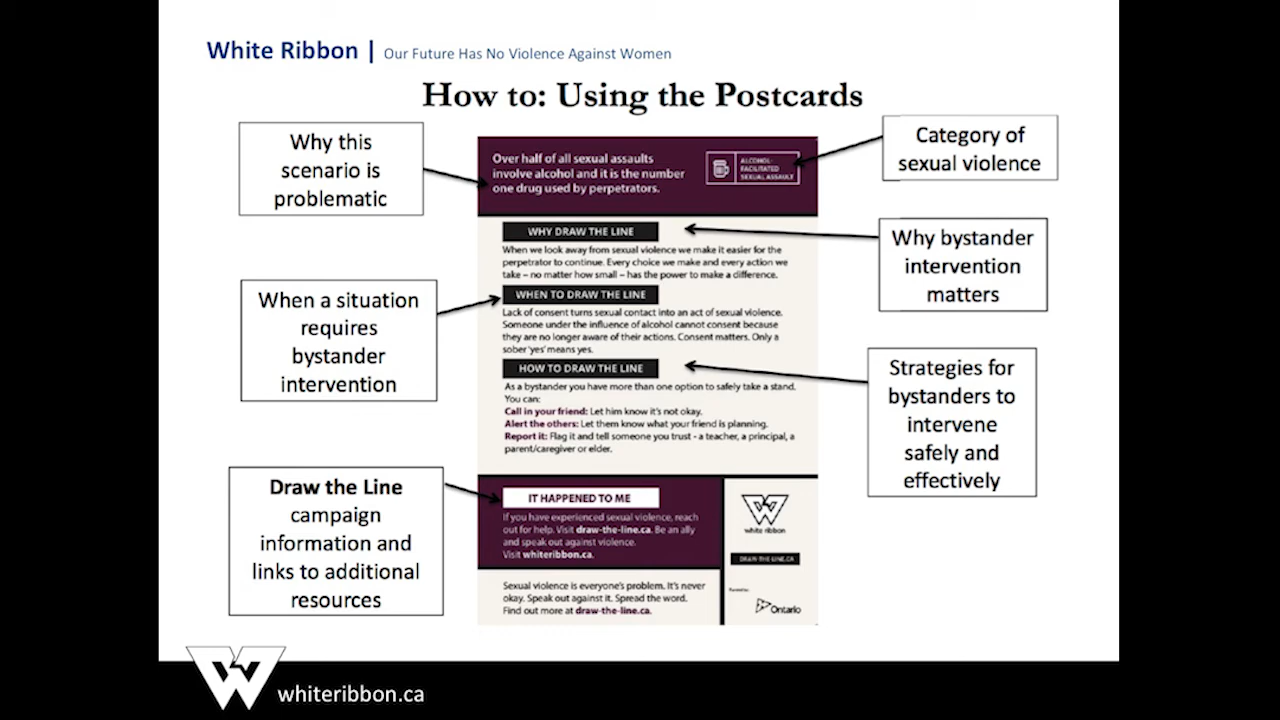 White Ribbon | Our Future Has No Violence Against Women
How to: Using the Postcards
Why this
scenario is
problematic
Over half of all sexual assaults
involve alcohol and it is the number
one drug used by perpetrators.
ALCOHOL-
FACILITATED
SEXUAL ASSAULT
Category of
sexual violence
WHY DRAW THE LINE
When we look away from sexual violence we make it easier for the
perpetrator to continue. Every choice we make and every action we
take – no matter how small – has the power to make a difference.
Why bystander
intervention
matters
When a situation
requires
bystander
intervention
WHEN TO DRAW THE LINE
Lack of consent turns sexual contact into an act of sexual violence.
Someone under the influence of alcohol cannot consent because
they are no longer aware of their actions. Consent matters. Only a
sober 'yes' means yes.
HOW TO DRAW THE LINE
As a bystander you have more than one option to safely take a stand.
You can:
Call in your friend: Let him know it's not okay.
Alert the others: Let them know what your friend is planning.
Report it: Flag it and tell someone you trust - a teacher, a principal, a
parent/caregiver or elder.
Strategies for
bystanders to
intervene
safely and
effectively
Draw the Line
campaign
information and
links to additional
resources
IT HAPPENED TO ME
If you have experienced sexual violence, reach
out for help. Visit draw-the-line.ca. Be an ally
and speak out against violence.
Visit whiteribbon.ca.
Sexual violence is everyone's problem. It's never
okay. Speak out against it. Spread the word.
Find out more at draw-the-line.ca.
white ribbon
DRAW-THE-LINE.CA
Ontario
whiteribbon.ca